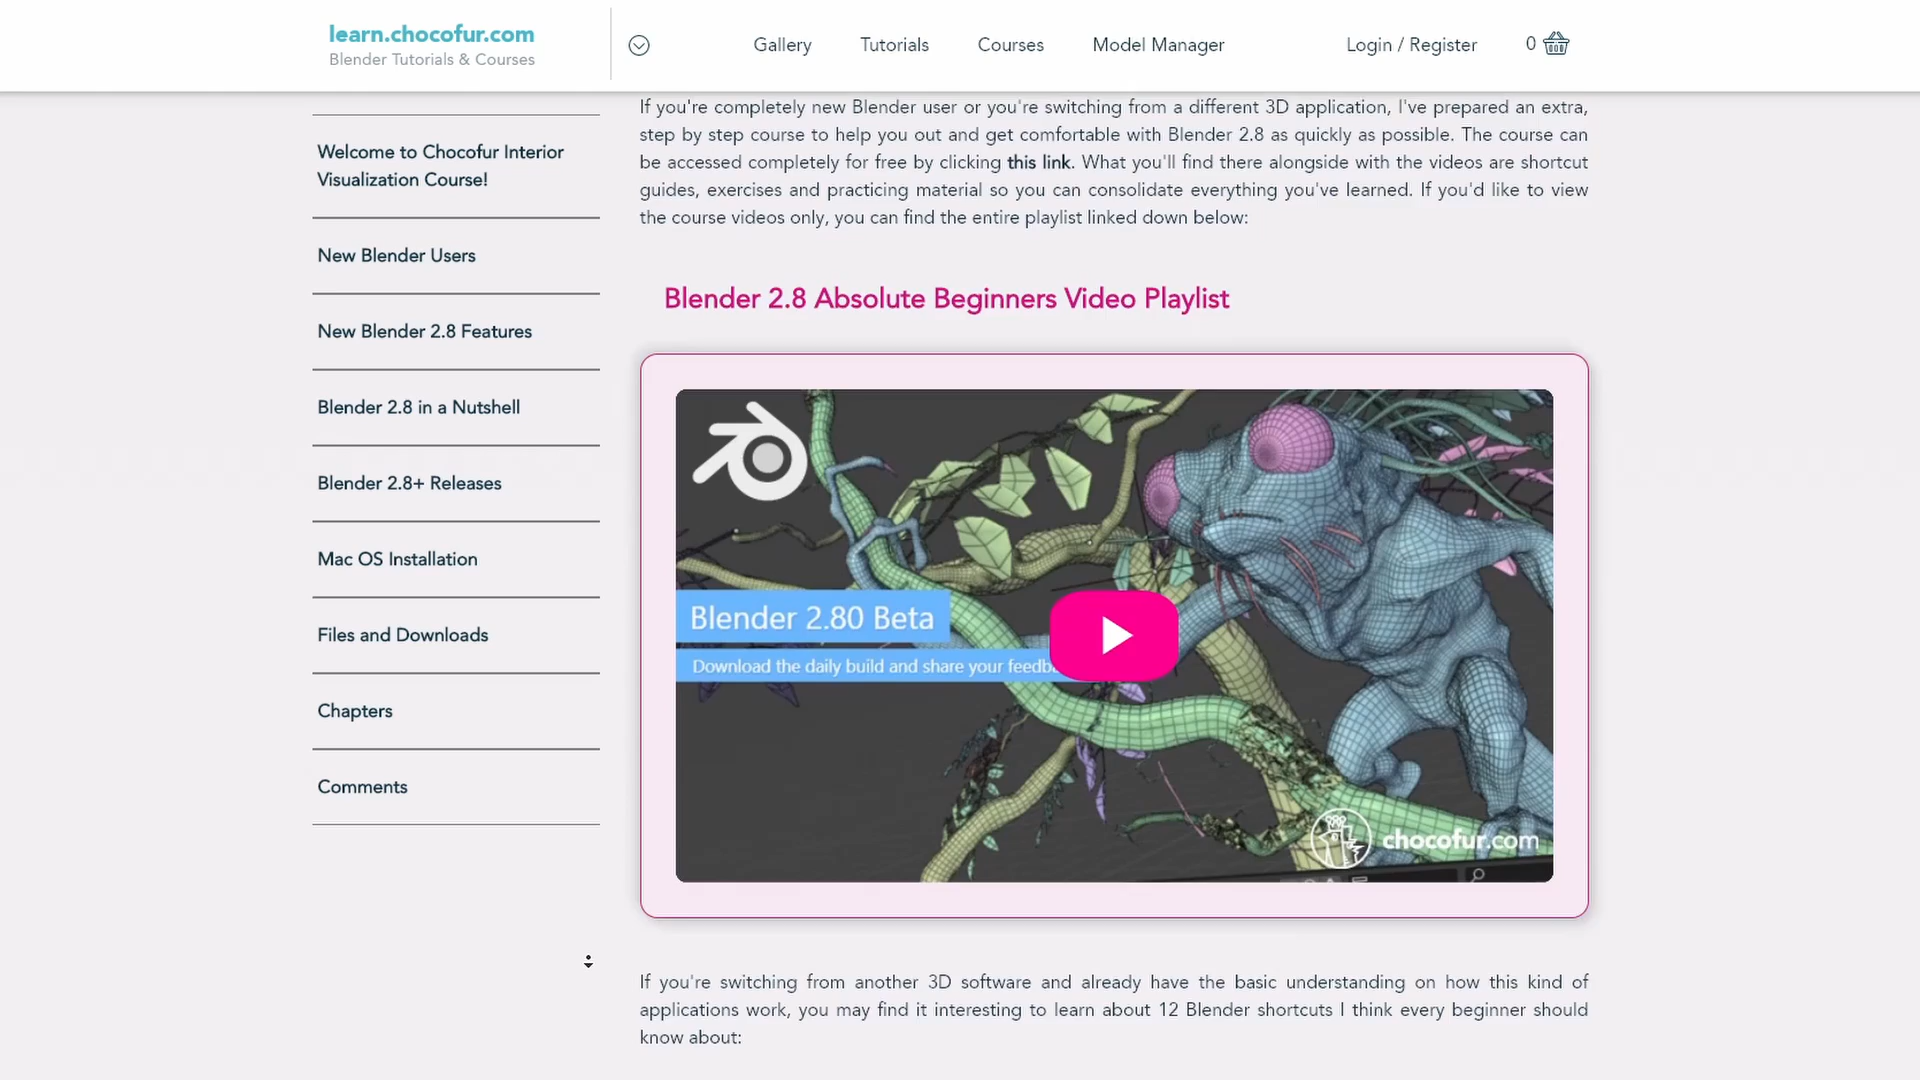 learn.chocofur.com
Blender Tutorials & Courses
Gallery
Tutorials
Courses
Model Manager
Login / Register
0
Welcome to Chocofur Interior
Visualization Course!
New Blender Users
New Blender 2.8 Features
Blender 2.8 in a Nutshell
Blender 2.8+ Releases
Mac OS Installation
Files and Downloads
Chapters
Comments
If you're completely new Blender user or you're switching from a different 3D application, I've prepared an extra,
step by step course to help you out and get comfortable with Blender 2.8 as quickly as possible. The course can
be accessed completely for free by clicking this link. What you'll find there alongside with the videos are shortcut
guides, exercises and practicing material so you can consolidate everything you've learned. If you'd like to view
the course videos only, you can find the entire playlist linked down below:
Blender 2.8 Absolute Beginners Video Playlist
Blender 2.80 Beta
Download the daily build and share your feedb
chocofur.com
If you're switching from another 3D software and already have the basic understanding on how this kind of
applications work, you may find it interesting to learn about 12 Blender shortcuts I think every beginner should
know about: